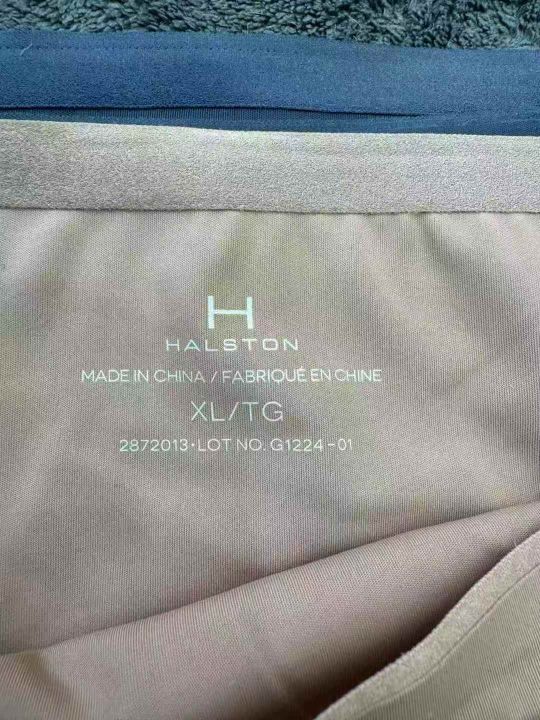 H
HALSTON
MADE IN CHINA / FABRIQUÉ EN CHINE
XL/TG
2872013·LOT NO. G1224-01